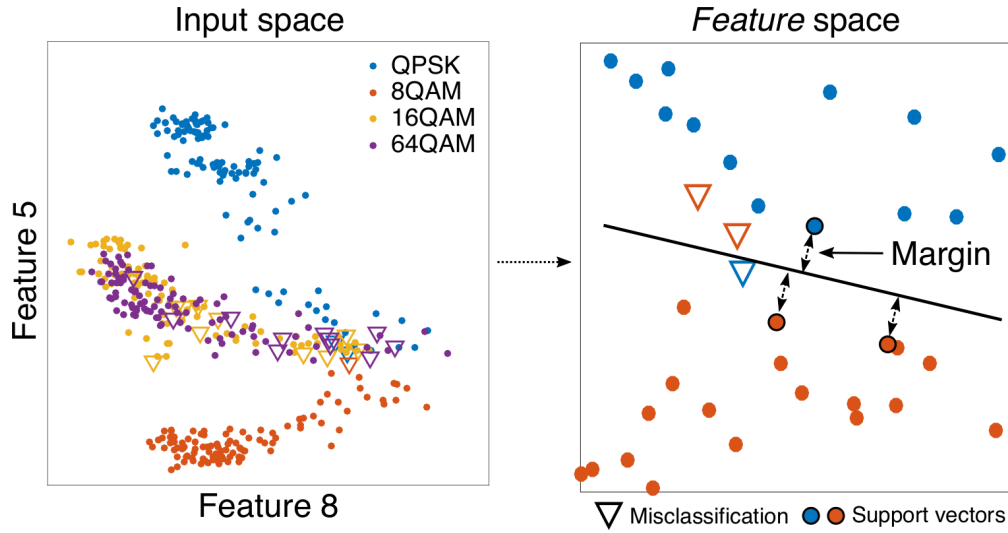 Input space
Feature space
QPSK
8QAM
16QAM
64QAM
Feature 5
Margin
Feature 8
Misclassification
Support vectors